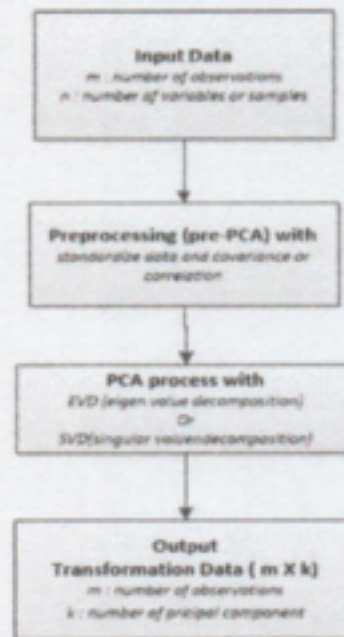 Input Data
m : number of observations
n : number of variables or samples
Preprocessing (pre-PCA) with
standardize data and covariance or
correlation
PCA process with
EVD (eigen value decomposition)
Or
SVD(singular valuendecomposition)
Output
Transformation Data ( m X k)
m : number of observations
k : number of pricipal component